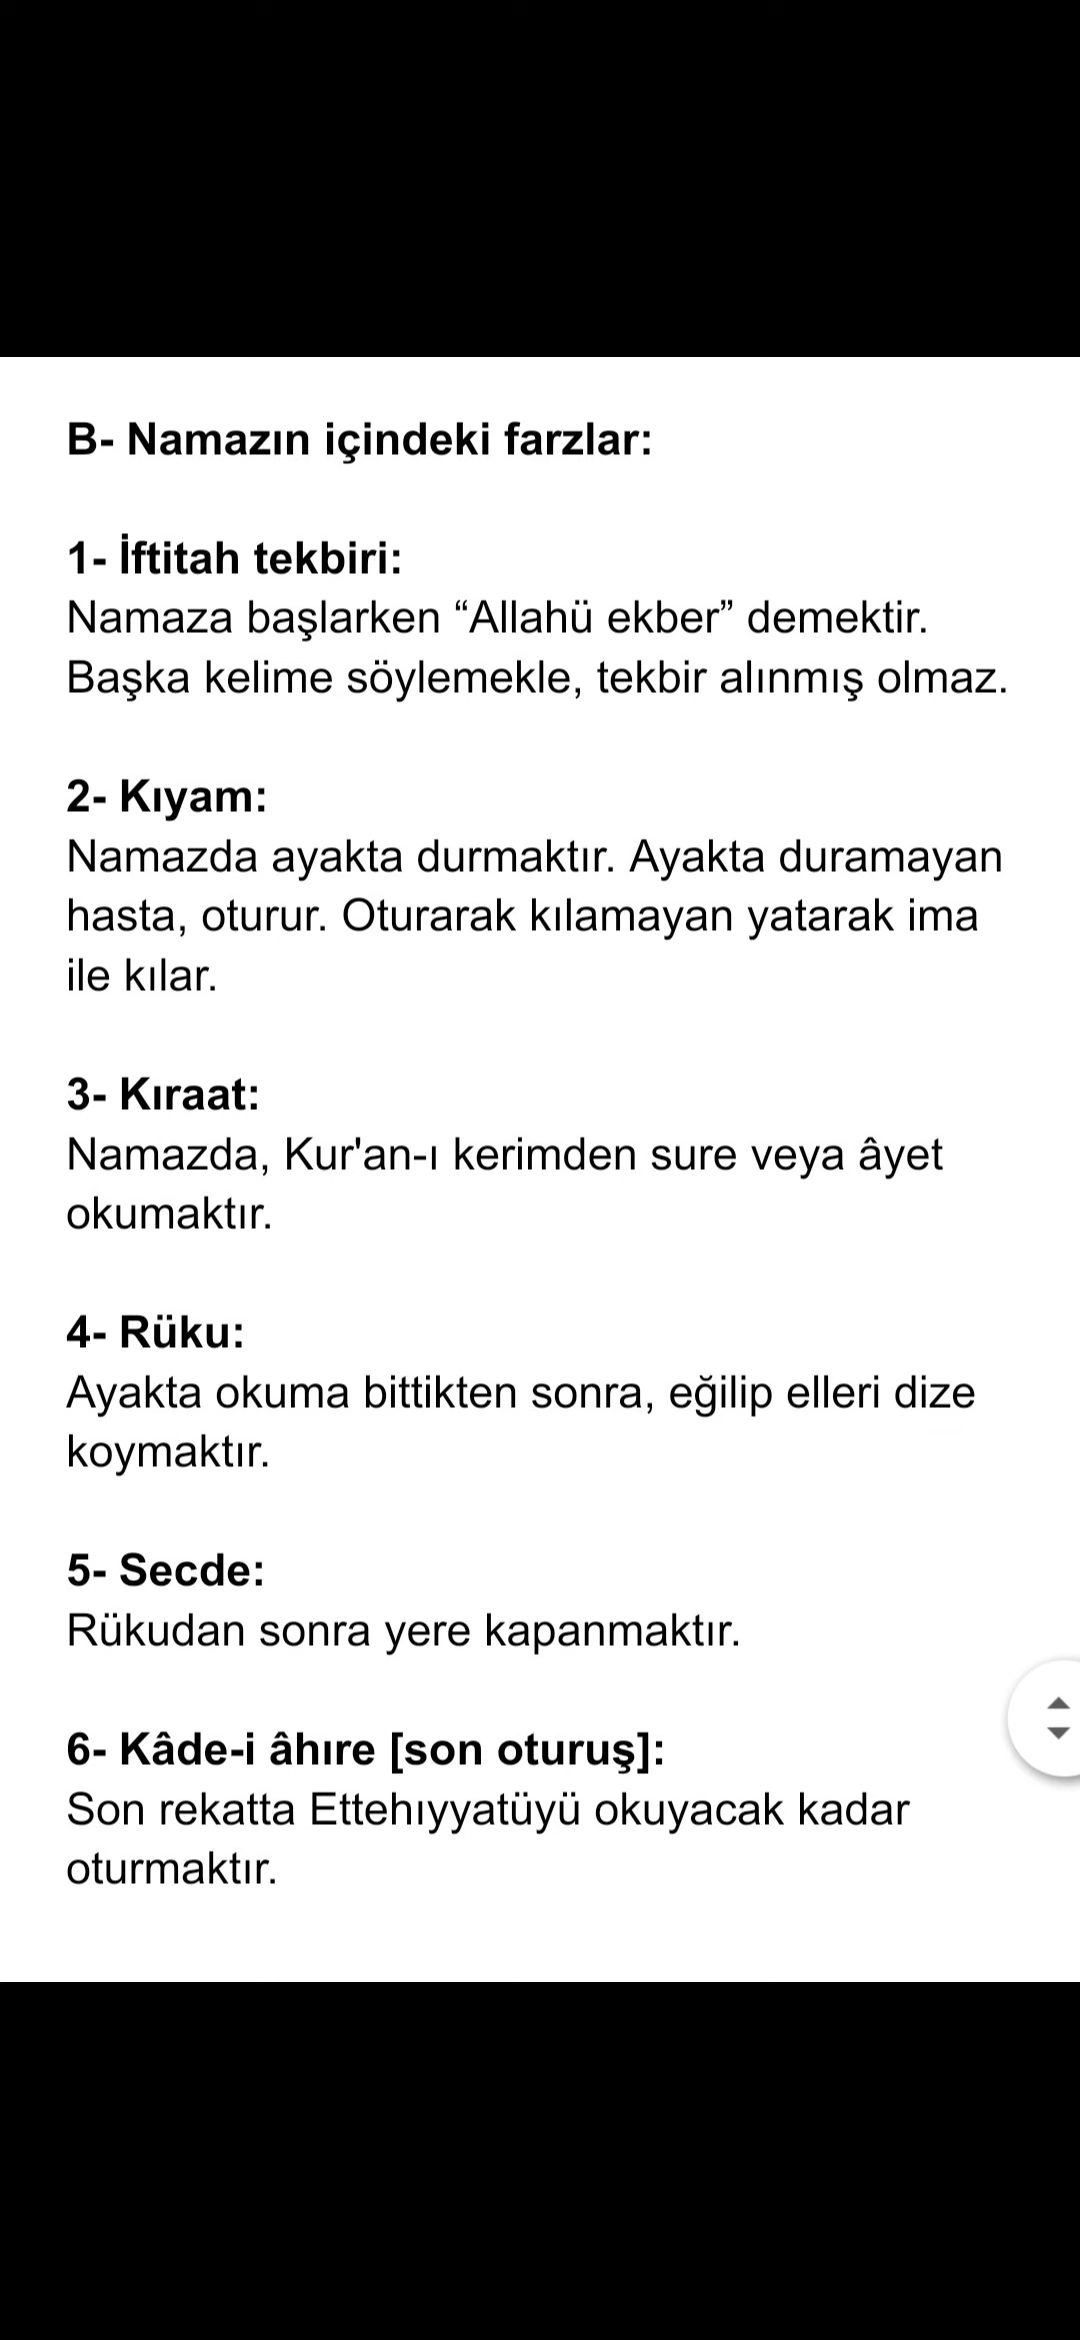 B- Namazın içindeki farzlar:
1- İftitah tekbiri:
Namaza başlarken “Allahü ekber” demektir.
Başka kelime söylemekle, tekbir alınmış olmaz.
2- Kıyam:
Namazda ayakta durmaktır. Ayakta duramayan
hasta, oturur. Oturarak kılamayan yatarak ima
ile kılar.
3- Kıraat:
Namazda, Kur'an-ı kerimden sure veya âyet
okumaktır.
4- Rüku:
Ayakta okuma bittikten sonra, eğilip elleri dize
koymaktır.
5- Secde:
Rükudan sonra yere kapanmaktır.
6- Kâde-i âhıre [son oturuş]:
Son rekatta Ettehıyyatüyü okuyacak kadar
oturmaktır.